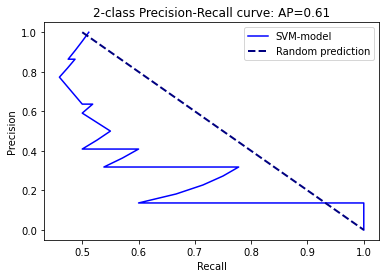 2-class Precision-Recall curve: AP=0.61
SVM-model
Random prediction
1.0
0.8
0.6
0.4
0.2
0.0
Precision
0.5
0.6
0.7
0.8
0.9
1.0
Recall